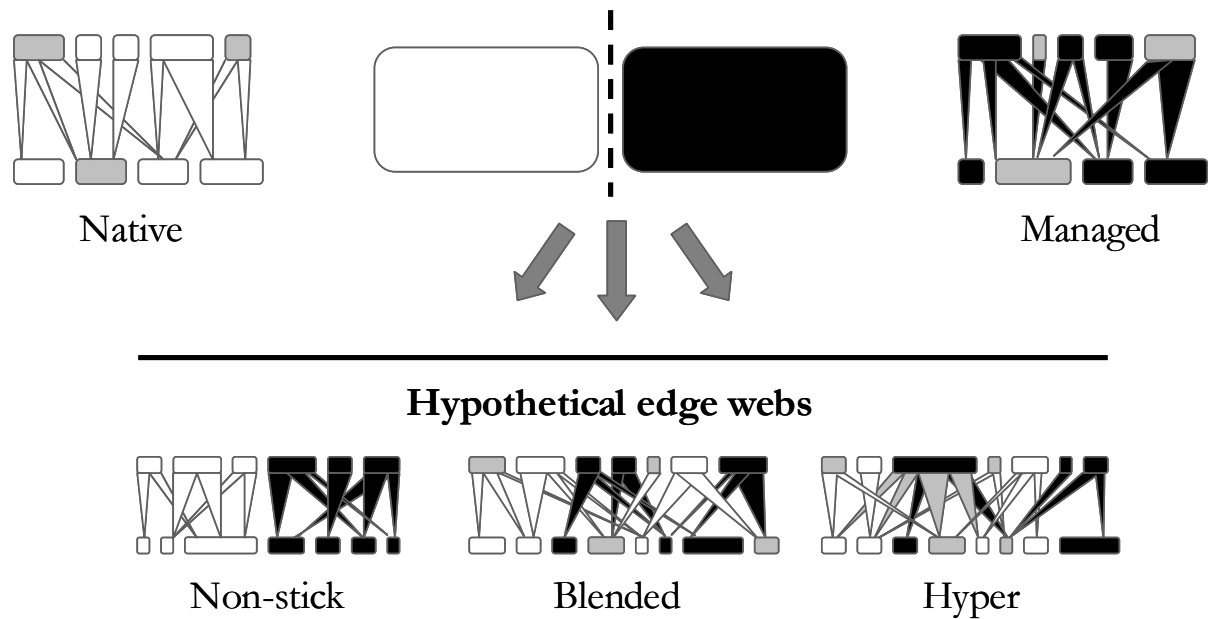 Native
Managed
Hypothetical edge webs
Non-stick
Blended
Hyper